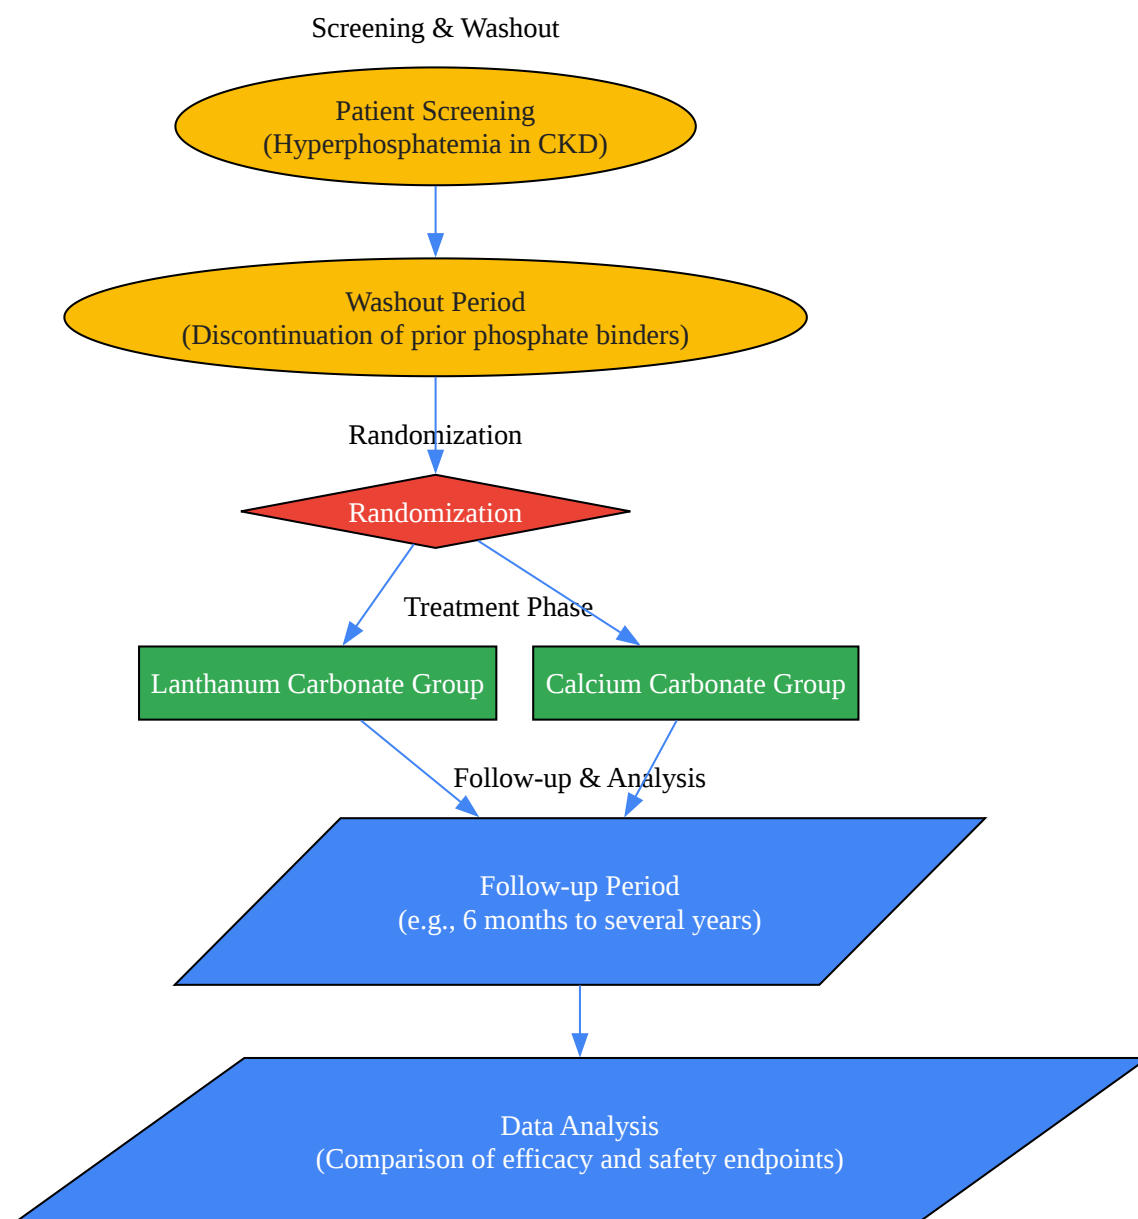 Screening & Washout
Patient Screening
(Hyperphosphatemia in CKD)
Washout Period
(Discontinuation of prior phosphate binders)
Randomization
Randomization
Treatment Phase
Lanthanum Carbonate Group
Calcium Carbonate Group
Follow-up & Analysis
Follow-up Period
(e.g., 6 months to several years)
Data Analysis
(Comparison of efficacy and safety endpoints)